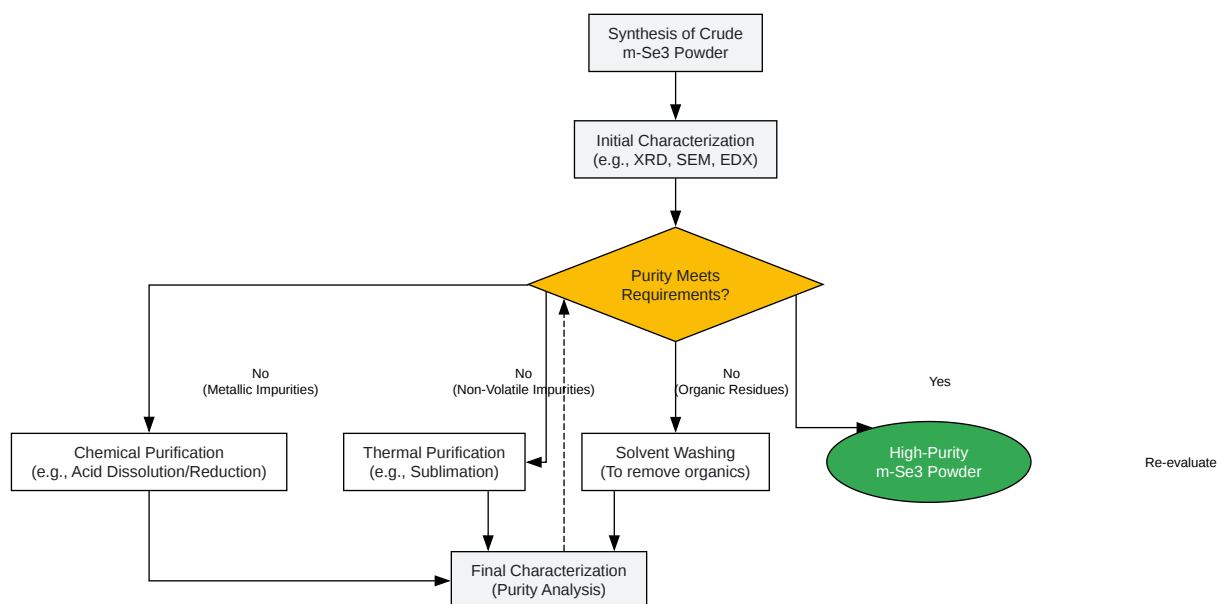 Synthesis of Crude
m-Se3 Powder
Initial Characterization
(e.g., XRD, SEM, EDX)
Purity Meets
Requirements?
No
(Metallic Impurities)
No
(Non-Volatile Impurities)
No
(Organic Residues)
Yes
Chemical Purification
(e.g., Acid Dissolution/Reduction)
Thermal Purification
(e.g., Sublimation)
Solvent Washing
(To remove organics)
High-Purity
m-Se3 Powder
Re-evaluate
Final Characterization
(Purity Analysis)